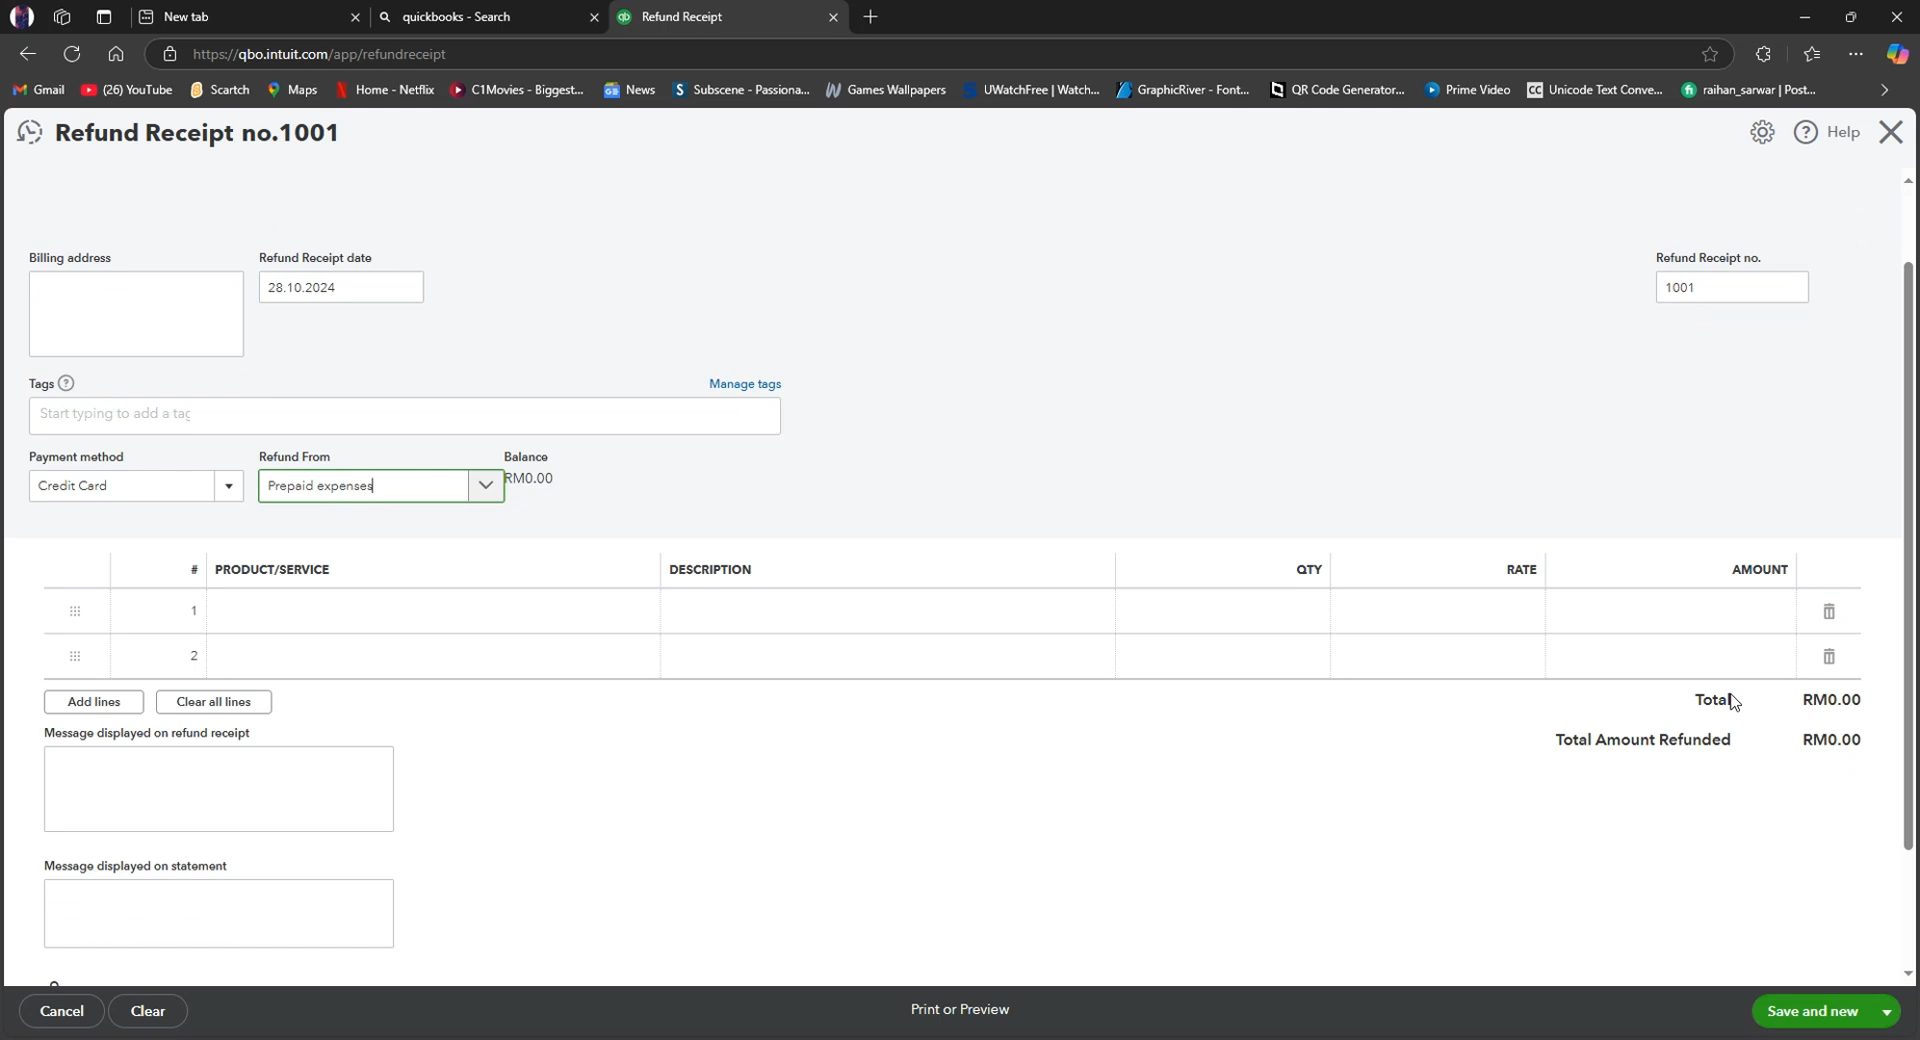 New tab
quickbooks - Search
Refund Receipt
https://qbo.intuit.com/app/refundreceipt
Gmail
(26) YouTube
Scartch
Maps
Home - Netflix
C1Movies - Biggest...
News
Subscene - Passiona...
Games Wallpapers
UWatchFree | Watch...
GraphicRiver - Font...
QR Code Generator...
Prime Video
Unicode Text Conve...
raihan_sarwar | Post...
Refund Receipt no.1001
Help
Billing address
Refund Receipt date
Refund Receipt no.
28.10.2024
1001
Tags
Manage tags
Start typing to add a tag
Payment method
Refund From
Balance
Credit Card
Prepaid expenses
RM0.00
# PRODUCT/SERVICE DESCRIPTION QTY RATE AMOUNT
1
2
Add lines
Clear all lines
Total RM0.00
Message displayed on refund receipt
Total Amount Refunded RM0.00
Message displayed on statement
Cancel
Clear
Print or Preview
Save and new